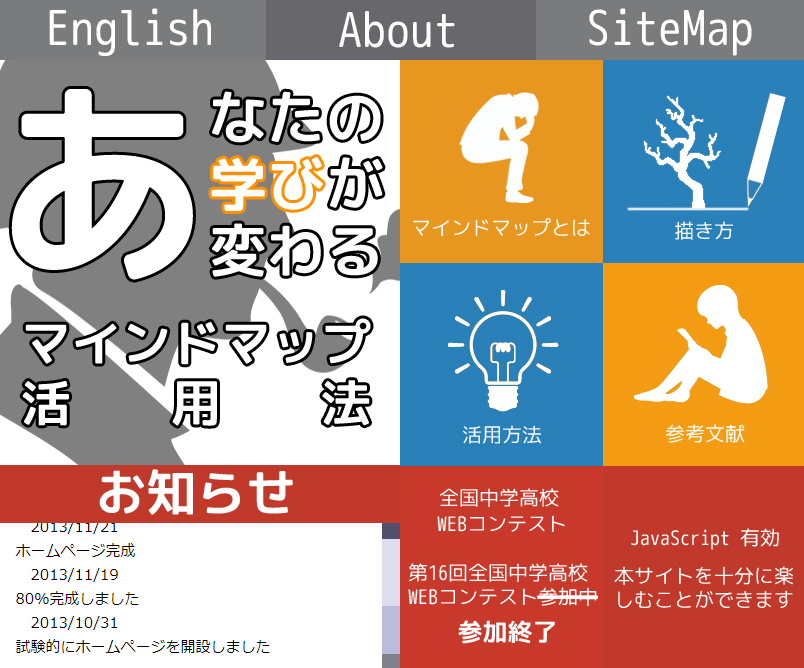 English
About
SiteMap
あなたの
学びが
変わる
マインドマップ
活用法
マインドマップとは
描き方
活用方法
参考文献
お知らせ
2013/11/21
ホームページ完成
2013/11/19
80%完成しました
2013/10/31
試験的にホームページを開設しました
全国中学高校
WEBコンテスト
第16回全国中学高校
WEBコンテスト参加中
参加終了
JavaScript 有効
本サイトを十分に楽
しむことができます